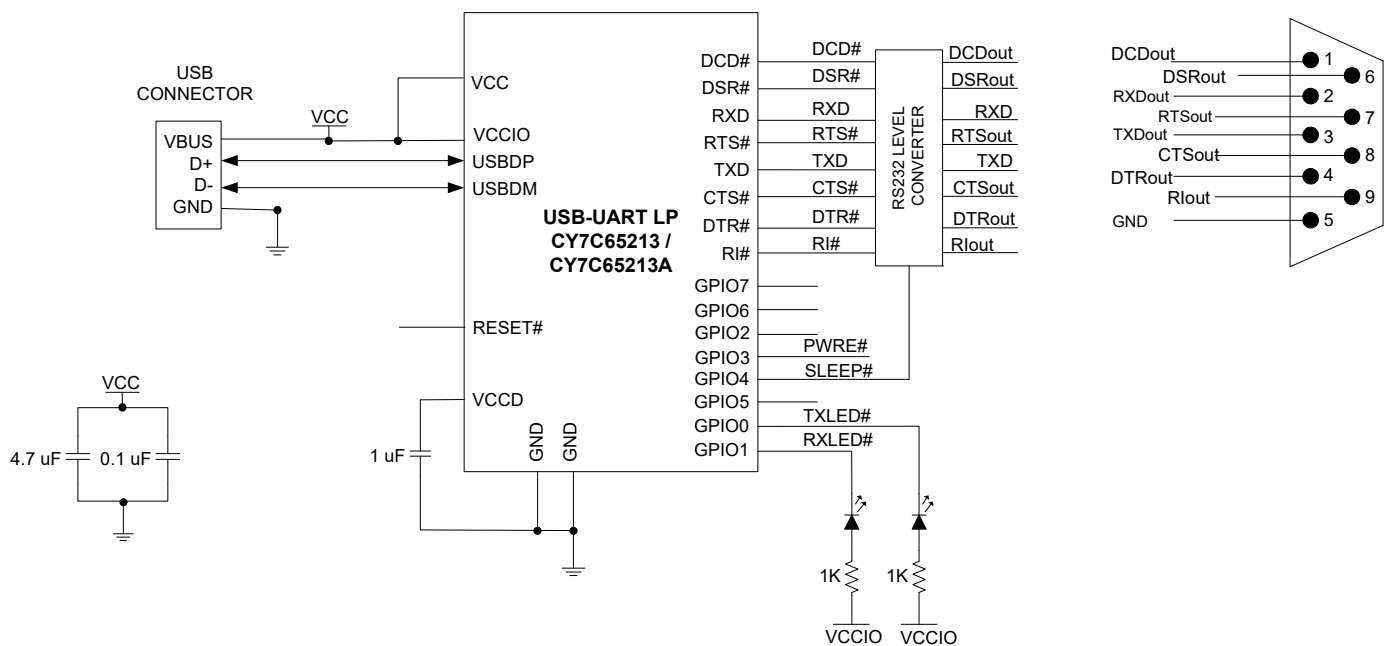 USB
CONNECTOR
VBUS
D+
D-
GND
VCC
VCC
VCCIO
USBDP
USBDM
USB-UART LP
CY7C65213 /
CY7C65213A
RESET#
VCCD
GND
GND
1 uF
VCC
4.7 uF
0.1 uF
DCD#
DSR#
RXD
RTS#
TXD
CTS#
DTR#
RI#
GPIO7
GPIO6
GPIO2
GPIO3
GPIO4
GPIO5
GPIO0
GPIO1
DCD#
DSR#
RXD
RTS#
TXD
CTS#
DTR#
RI#
PWRE#
SLEEP#
TXLED#
RXLED#
RS232 LEVEL
CONVERTER
DCDout
DSRout
RXD
RTSout
TXD
CTSout
DTRout
RIout
1K
1K
VCCIO
VCCIO
DCDout 1
DSRout 6
RXDout 2
RTSout 7
TXDout 3
CTSout 8
DTRout 4
RIout 9
GND 5